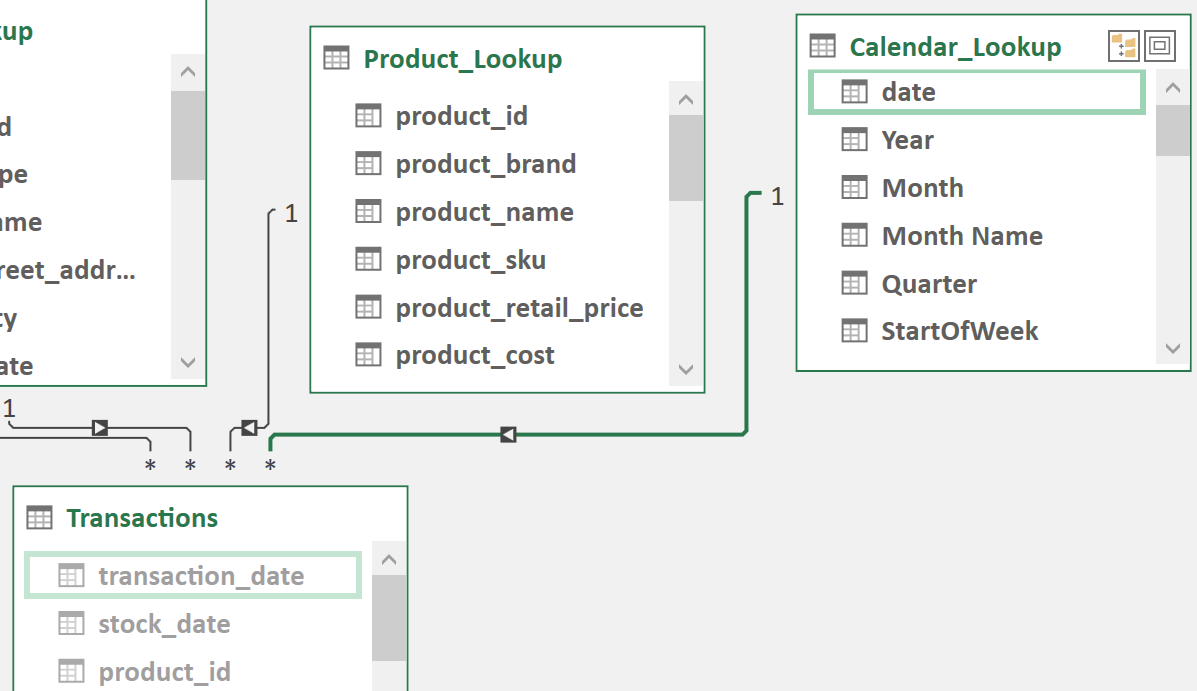 kup
d
pe
ame
reet_addr...
ty
ate
Product_Lookup
product_id
product_brand
product_name
product_sku
product_retail_price
product_cost
Calendar_Lookup
date
Year
Month
Month Name
Quarter
StartOfWeek
1
1
1
* * * *
Transactions
transaction_date
stock_date
product_id